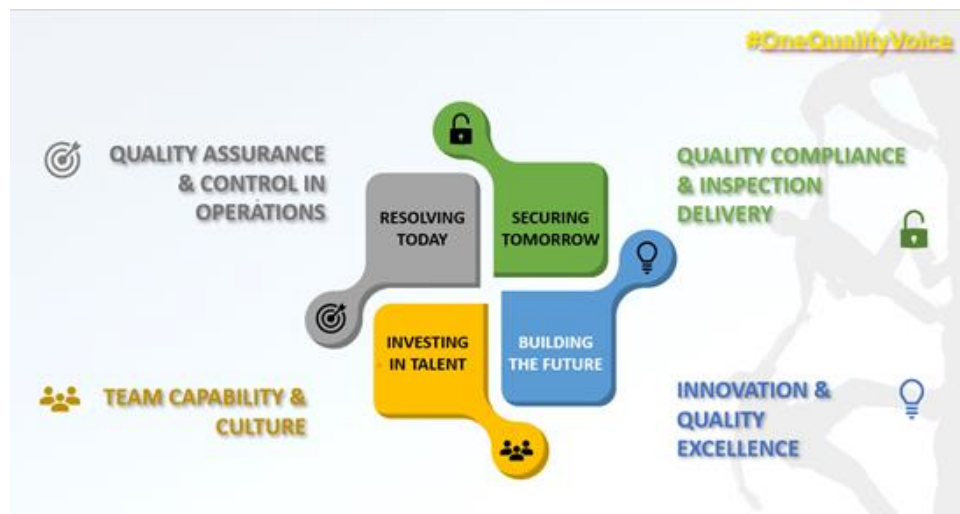 #OneQualityVoice
QUALITY ASSURANCE
& CONTROL IN
OPERATIONS
QUALITY COMPLIANCE
& INSPECTION
DELIVERY
RESOLVING
TODAY
SECURING
TOMORROW
INVESTING
IN TALENT
BUILDING
THE FUTURE
TEAM CAPABILITY &
CULTURE
INNOVATION &
QUALITY
EXCELLENCE